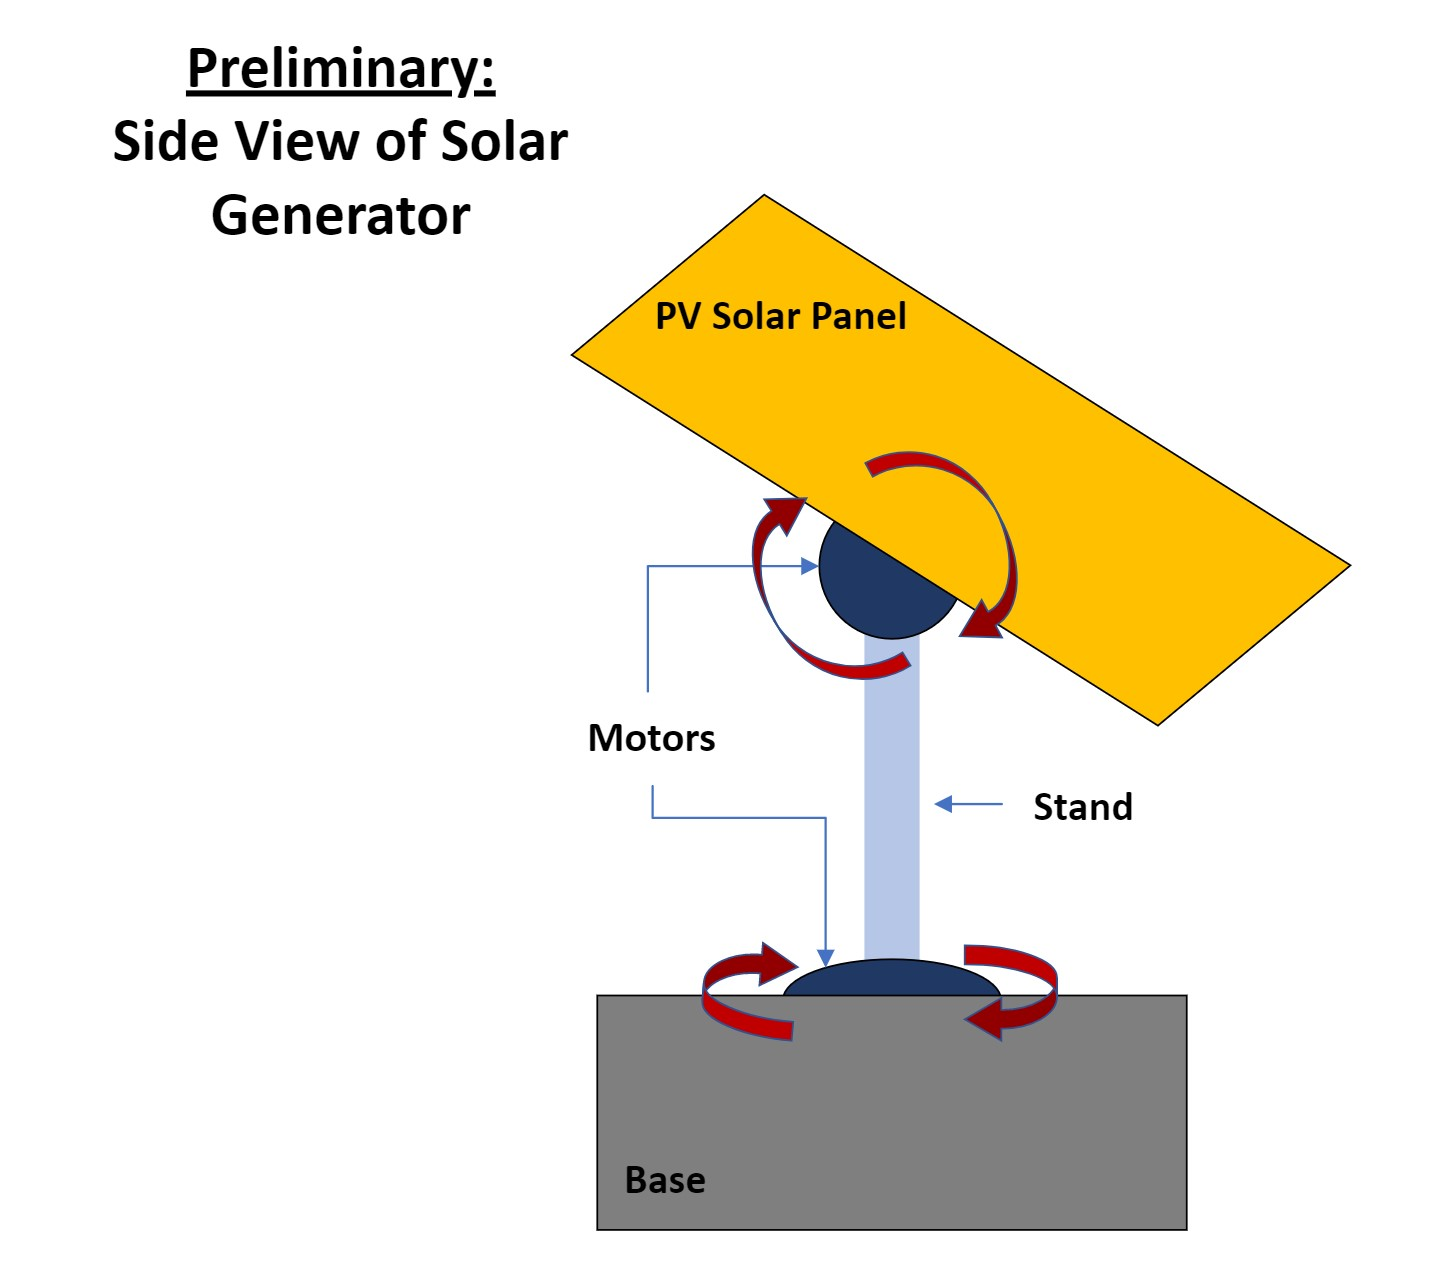 Preliminary:
Side View of Solar
Generator
PV Solar Panel
Motors
Stand
Base